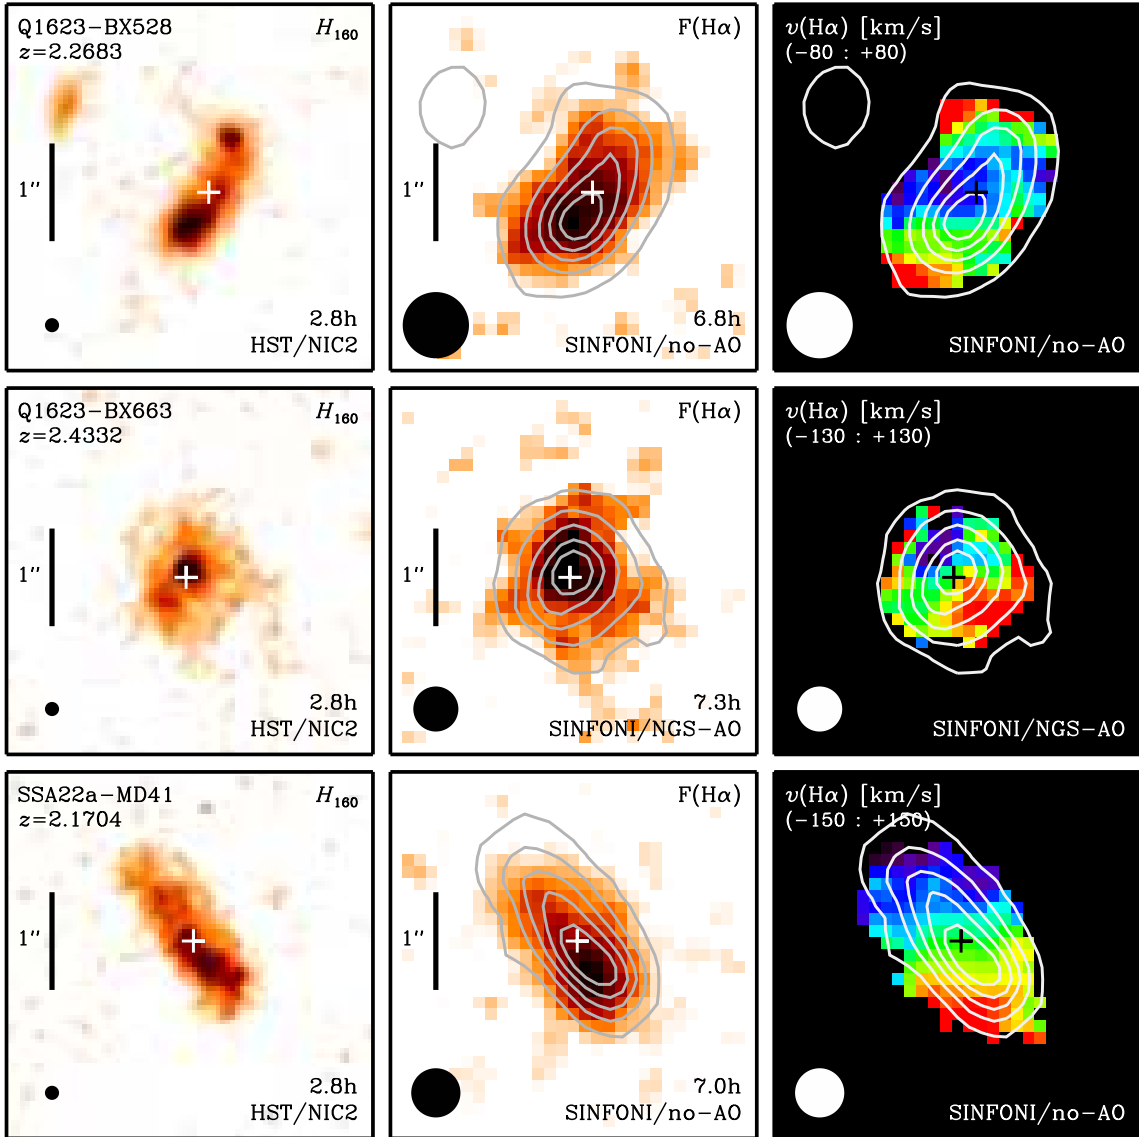 Q1623−BX528 H160
z=2.2683
1″
2.8h
HST/NIC2
F(Hα)
1″
6.8h
SINFONI/no−AO
v(Hα) [km/s]
(−80 : +80)
SINFONI/no−AO
Q1623−BX663 H160
z=2.4332
1″
2.8h
HST/NIC2
F(Hα)
1″
7.3h
SINFONI/NGS−AO
v(Hα) [km/s]
(−130 : +130)
SINFONI/NGS−AO
SSA22a−MD41 H160
z=2.1704
1″
2.8h
HST/NIC2
F(Hα)
1″
7.0h
SINFONI/no−AO
v(Hα) [km/s]
(−150 : +150)
SINFONI/no−AO